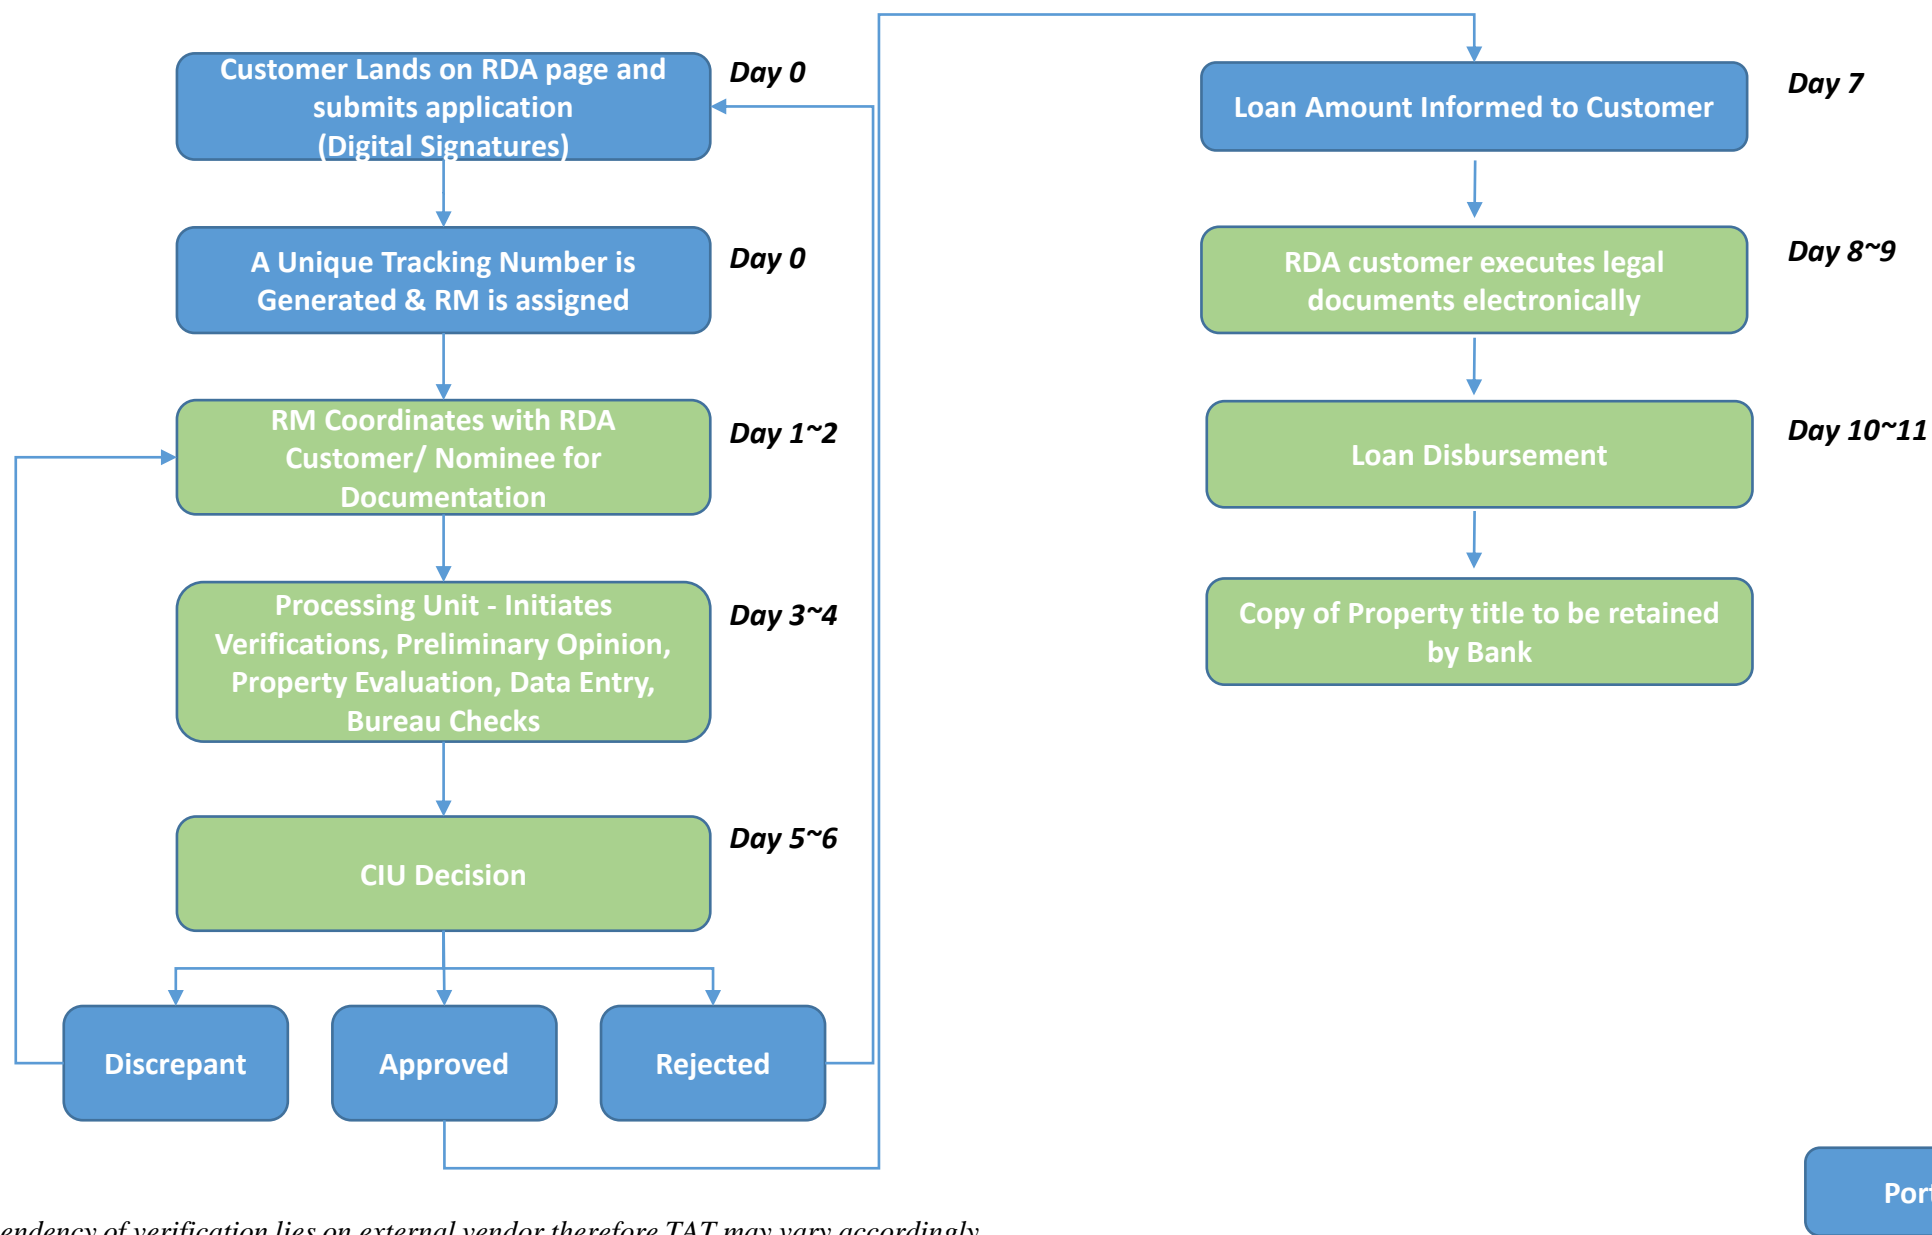 Customer Lands on RDA page and
submits application
(Digital Signatures)
Day 0
A Unique Tracking Number is
Generated & RM is assigned
Day 0
RM Coordinates with RDA
Customer/ Nominee for
Documentation
Day 1~2
Processing Unit - Initiates
Verifications, Preliminary Opinion,
Property Evaluation, Data Entry,
Bureau Checks
Day 3~4
CIU Decision
Day 5~6
Discrepant
Approved
Rejected
Loan Amount Informed to Customer
Day 7
RDA customer executes legal
documents electronically
Day 8~9
Loan Disbursement
Day 10~11
Copy of Property title to be retained
by Bank
of verification lies on external vendor therefore TAT may vary accordingly